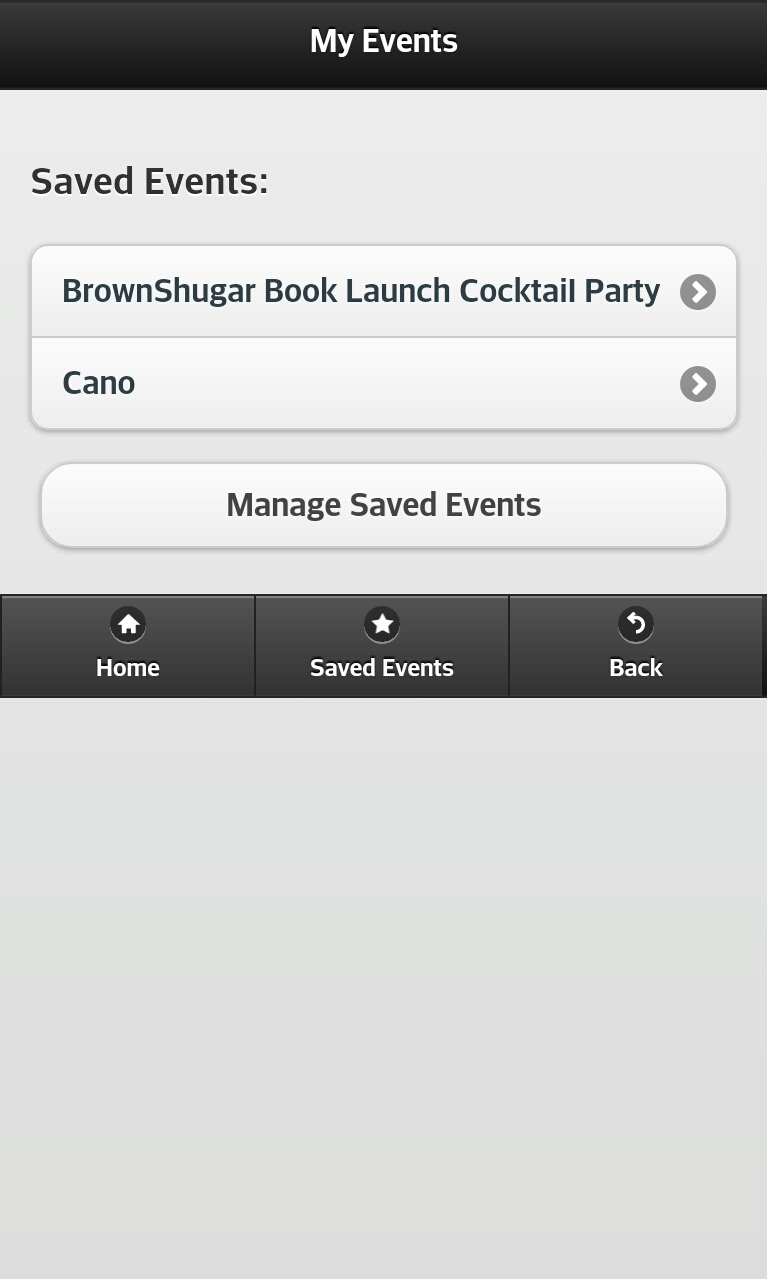 My Events
Saved Events:
BrownShugar Book Launch Cocktail Party
Cano
Manage Saved Events
Home
Saved Events
Back